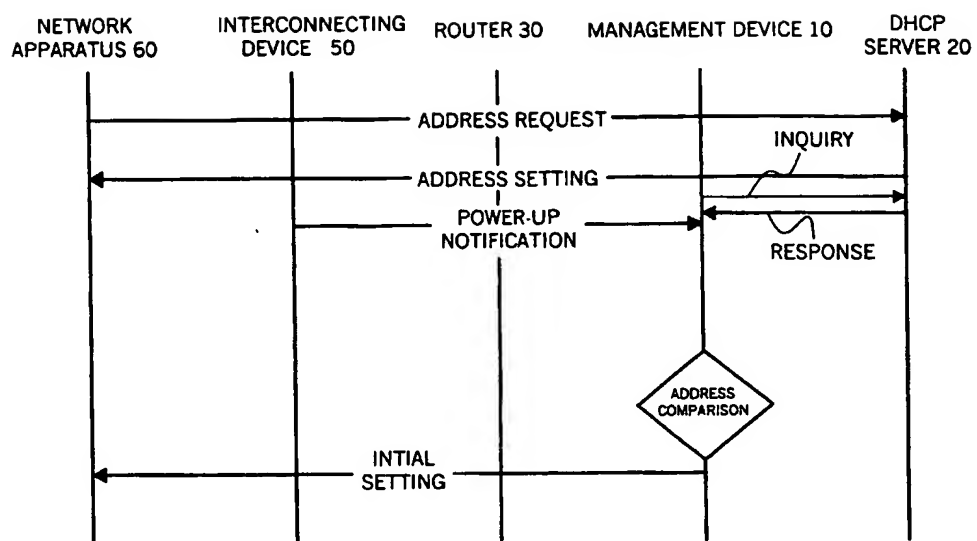 NETWORK
APPARATUS 60
INTERCONNECTING
DEVICE 50
ROUTER 30
MANAGEMENT DEVICE 10
DHCP
SERVER 20
ADDRESS REQUEST
INQUIRY
ADDRESS SETTING
POWER-UP
NOTIFICATION
RESPONSE
ADDRESS
COMPARISON
INTIAL
SETTING